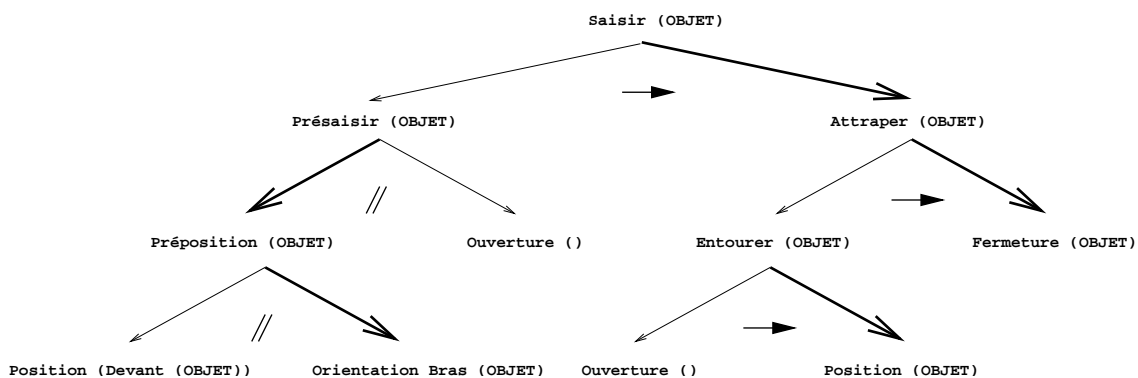 Saisir (OBJET)
Présaisir (OBJET) Attraper (OBJET)
//
Préposition (OBJET) Ouverture () Entourer (OBJET) Fermeture (OBJET)
//
Position (Devant (OBJET)) Orientation Bras (OBJET) Ouverture () Position (OBJET)